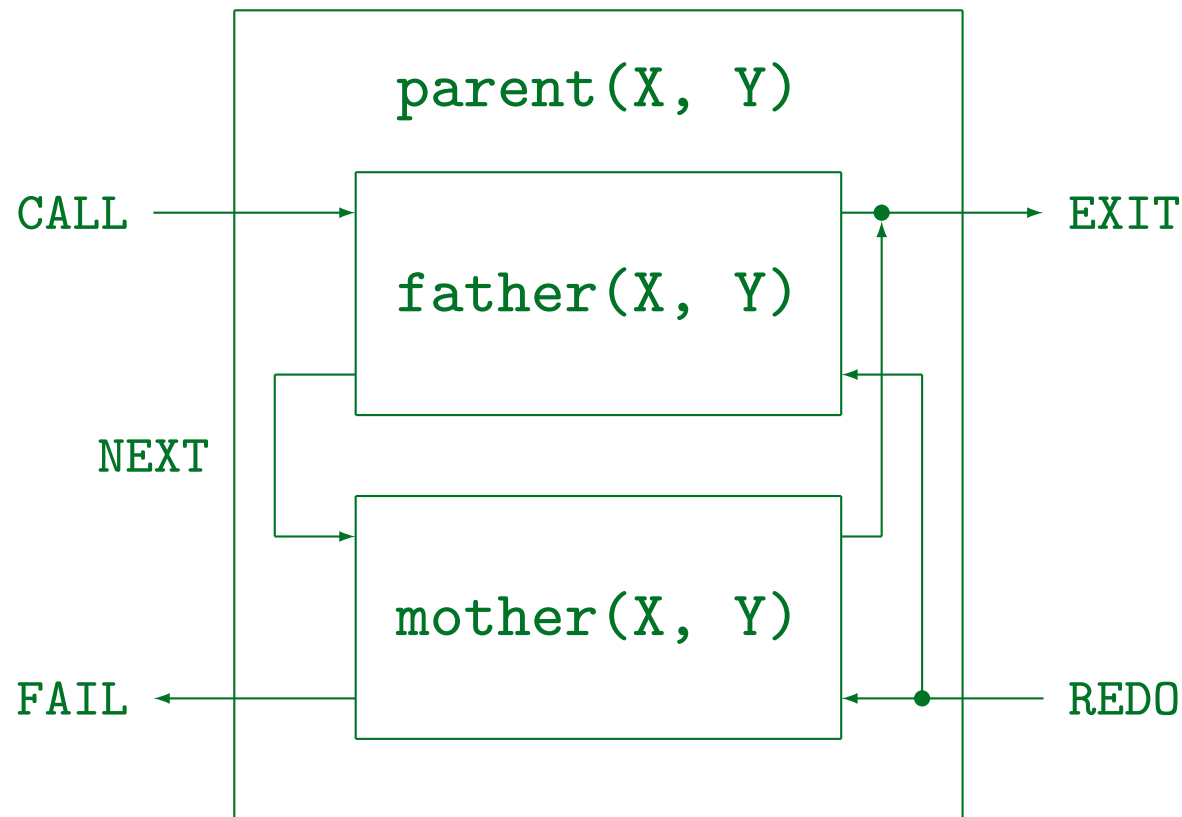 parent(X, Y)
CALL
EXIT
father(X, Y)
NEXT
mother(X, Y)
FAIL
REDO